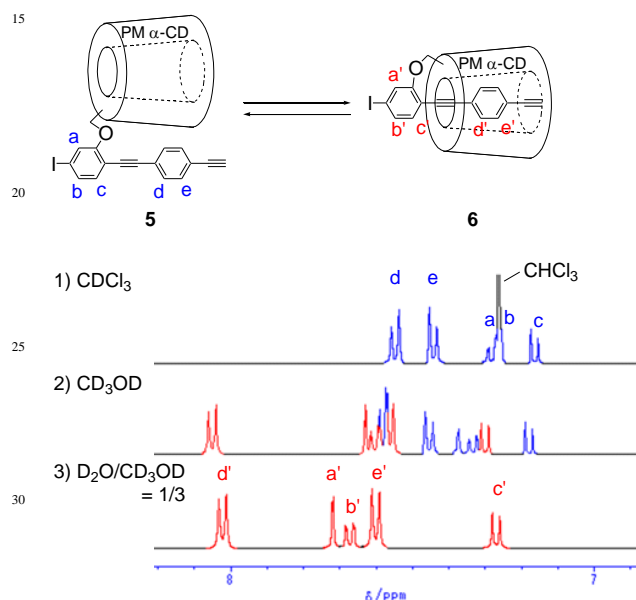 15
PM α-CD
PM α-CD
O
O
a'
a
I
I
b'
c'
d'
e'
b
c
d
e
20
5
6
1) CDCl₃
d
e
CHCl₃
a
b
c
25
2) CD₃OD
3) D₂O/CD₃OD
= 1/3
d'
a'
b'
e'
c'
30
8
7
δ/PPM